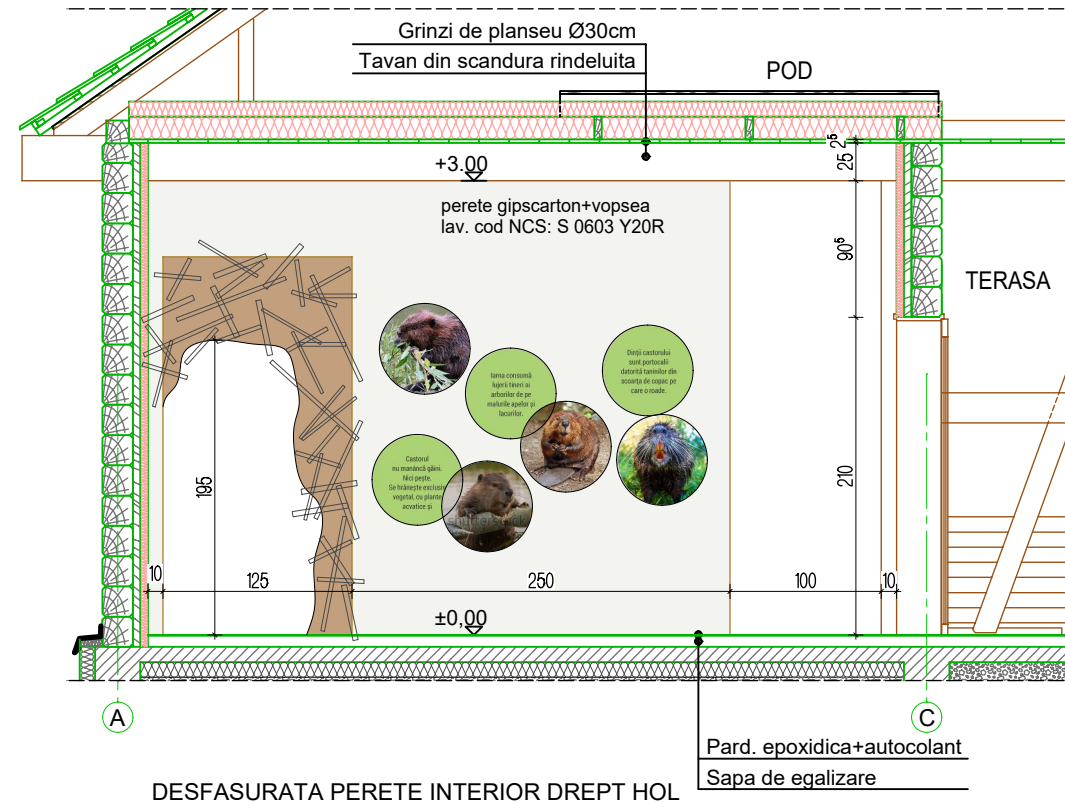 Grinzi de planseu Ø30cm
Tavan din scandura rindeluita
POD
2⁵
25
+3.00
perete gipscarton+vopsea
lav. cod NCS: S 0603 Y20R
90⁵
TERASA
Dinții castorului
sunt portocalii
datorită taninilor din
scoarța de copac pe
care o roade.
Iarna consumă
lujerii tineri ai
arborilor de pe
malurile apelor și
lacurilor.
Castorul
nu manâncă găini.
Nici pește.
Se hrănește exclusiv
vegetal, cu plante
acvatice și
195
210
10
125
250
100
10
±0,00
A
C
Pard. epoxidica+autocolant
Sapa de egalizare
DESFASURATA PERETE INTERIOR DREPT HOL